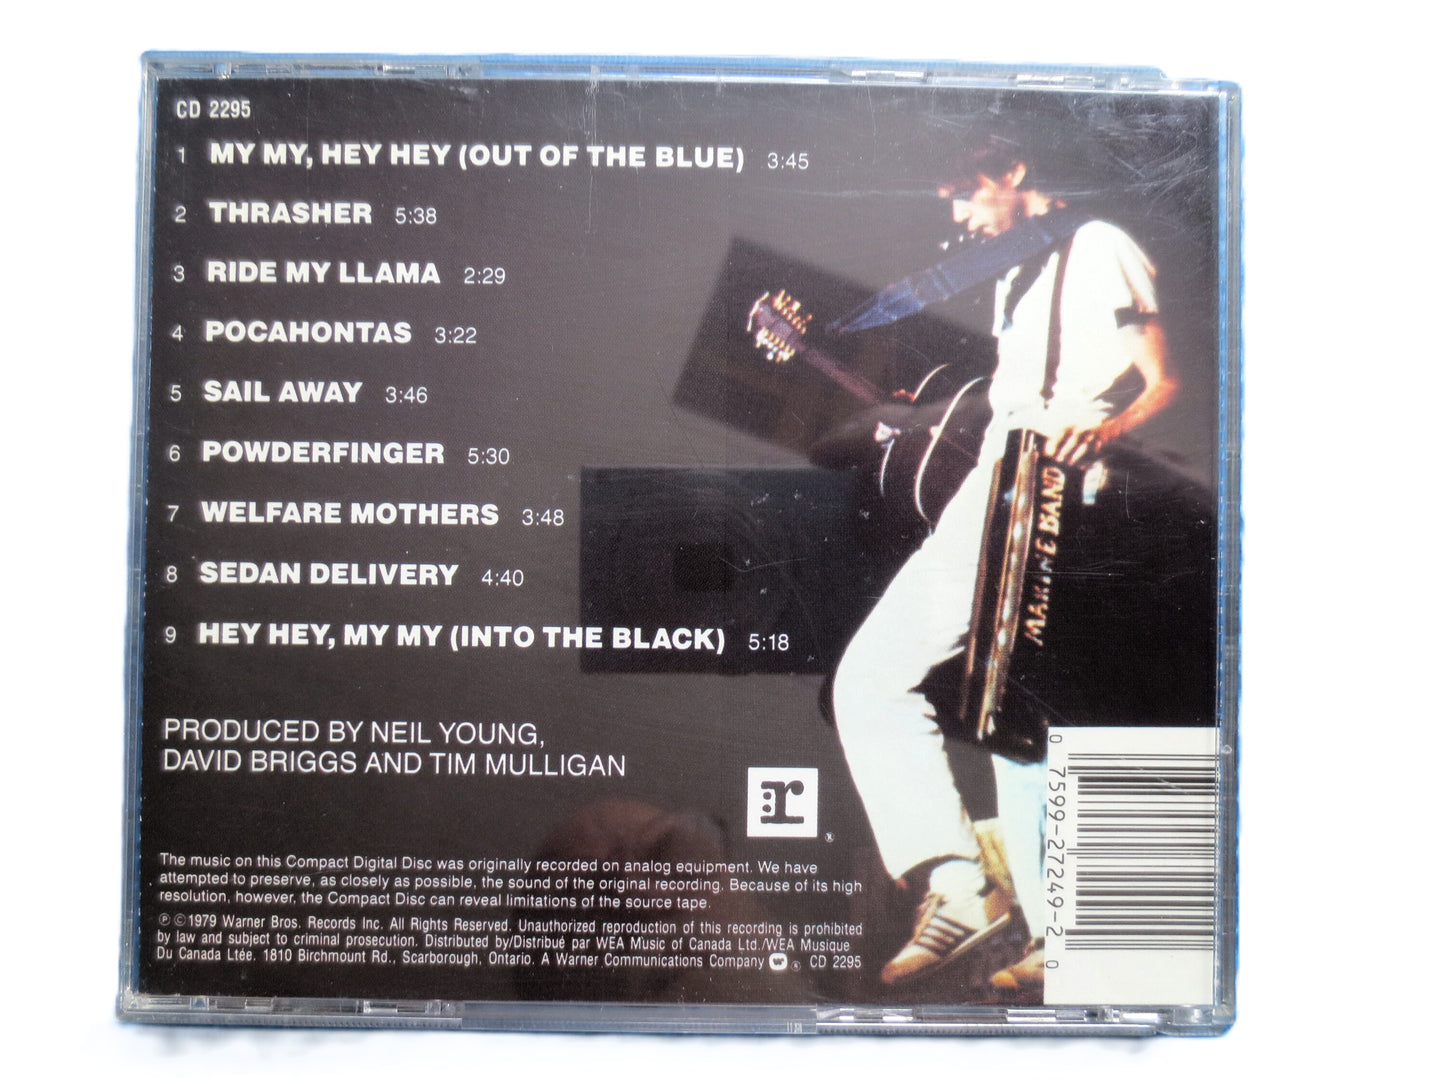 CD 2295
1 MY MY, HEY HEY (OUT OF THE BLUE) 3:45
2 THRASHER 5:38
3 RIDE MY LLAMA 2:29
4 POCAHONTAS 3:22
5 SAIL AWAY 3:46
6 POWDERFINGER 5:30
7 WELFARE MOTHERS 3:48
8 SEDAN DELIVERY 4:40
9 HEY HEY, MY MY (INTO THE BLACK) 5:18
MARINE BAND
PRODUCED BY NEIL YOUNG,
DAVID BRIGGS AND TIM MULLIGAN
:r
®
0 7599-27249-2 0
The music on this Compact Digital Disc was originally recorded on analog equipment. We have
attempted to preserve, as closely as possible, the sound of the original recording. Because of its high
resolution, however, the Compact Disc can reveal limitations of the source tape.
℗©1979 Warner Bros. Records Inc. All Rights Reserved. Unauthorized reproduction of this recording is prohibited
by law and subject to criminal prosecution. Distributed by/Distribué par WEA Music of Canada Ltd./WEA Musique
Du Canada Ltée. 1810 Birchmount Rd., Scarborough, Ontario. A Warner Communications Company ® CD 2295